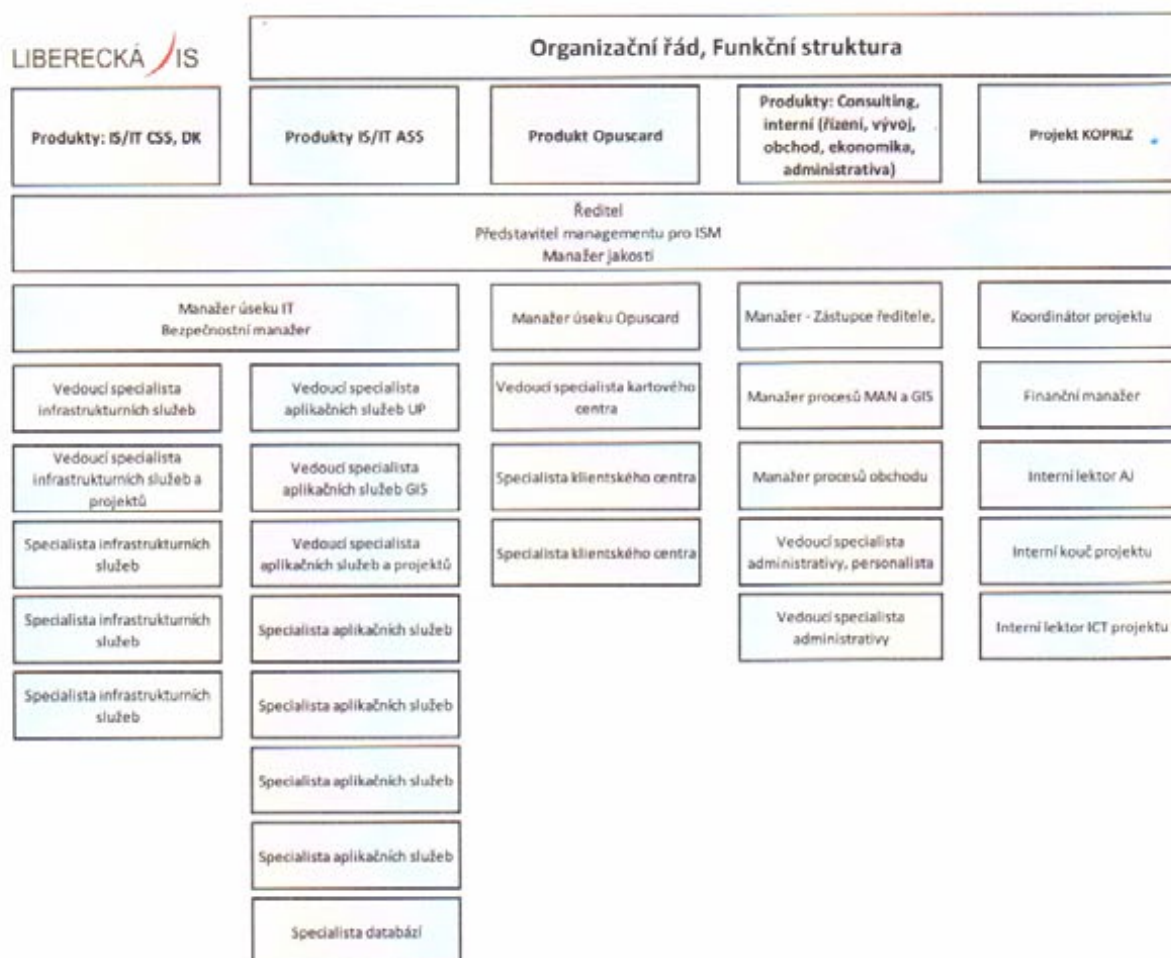 LIBERECKÁ IS
Organizační řád, Funkční struktura
Produkty: IS/IT CSS, DK
Produkty IS/IT ASS
Produkt Opuscard
Produkty: Consulting,
interní (řízení, vývoj,
obchod, ekonomika,
administrativa)
Projekt KOPRLZ
Ředitel
Představitel managementu pro ISM
Manažer jakosti
Manažer úseku IT
Bezpečnostní manažer
Manažer úseku Opuscard
Manažer - Zástupce ředitele,
Koordinátor projektu
Vedoucí specialista
infrastrukturních služeb
Vedoucí specialista
aplikačních služeb UP
Vedoucí specialista kartového
centra
Manažer procesů MAN a GIS
Finanční manažer
Vedoucí specialista
infrastrukturních služeb a
projektů
Vedoucí specialista
aplikačních služeb GIS
Specialista klientského centra
Manažer procesů obchodu
Interní lektor AJ
Specialista infrastrukturních
služeb
Vedoucí specialista
aplikačních služeb a projektů
Specialista klientského centra
Vedoucí specialista
administrativy, personalista
Interní kouč projektu
Specialista infrastrukturních
služeb
Specialista aplikačních služeb
Vedoucí specialista
administrativy
Interní lektor ICT projektu
Specialista infrastrukturních
služeb
Specialista aplikačních služeb
Specialista aplikačních služeb
Specialista aplikačních služeb
Specialista databází